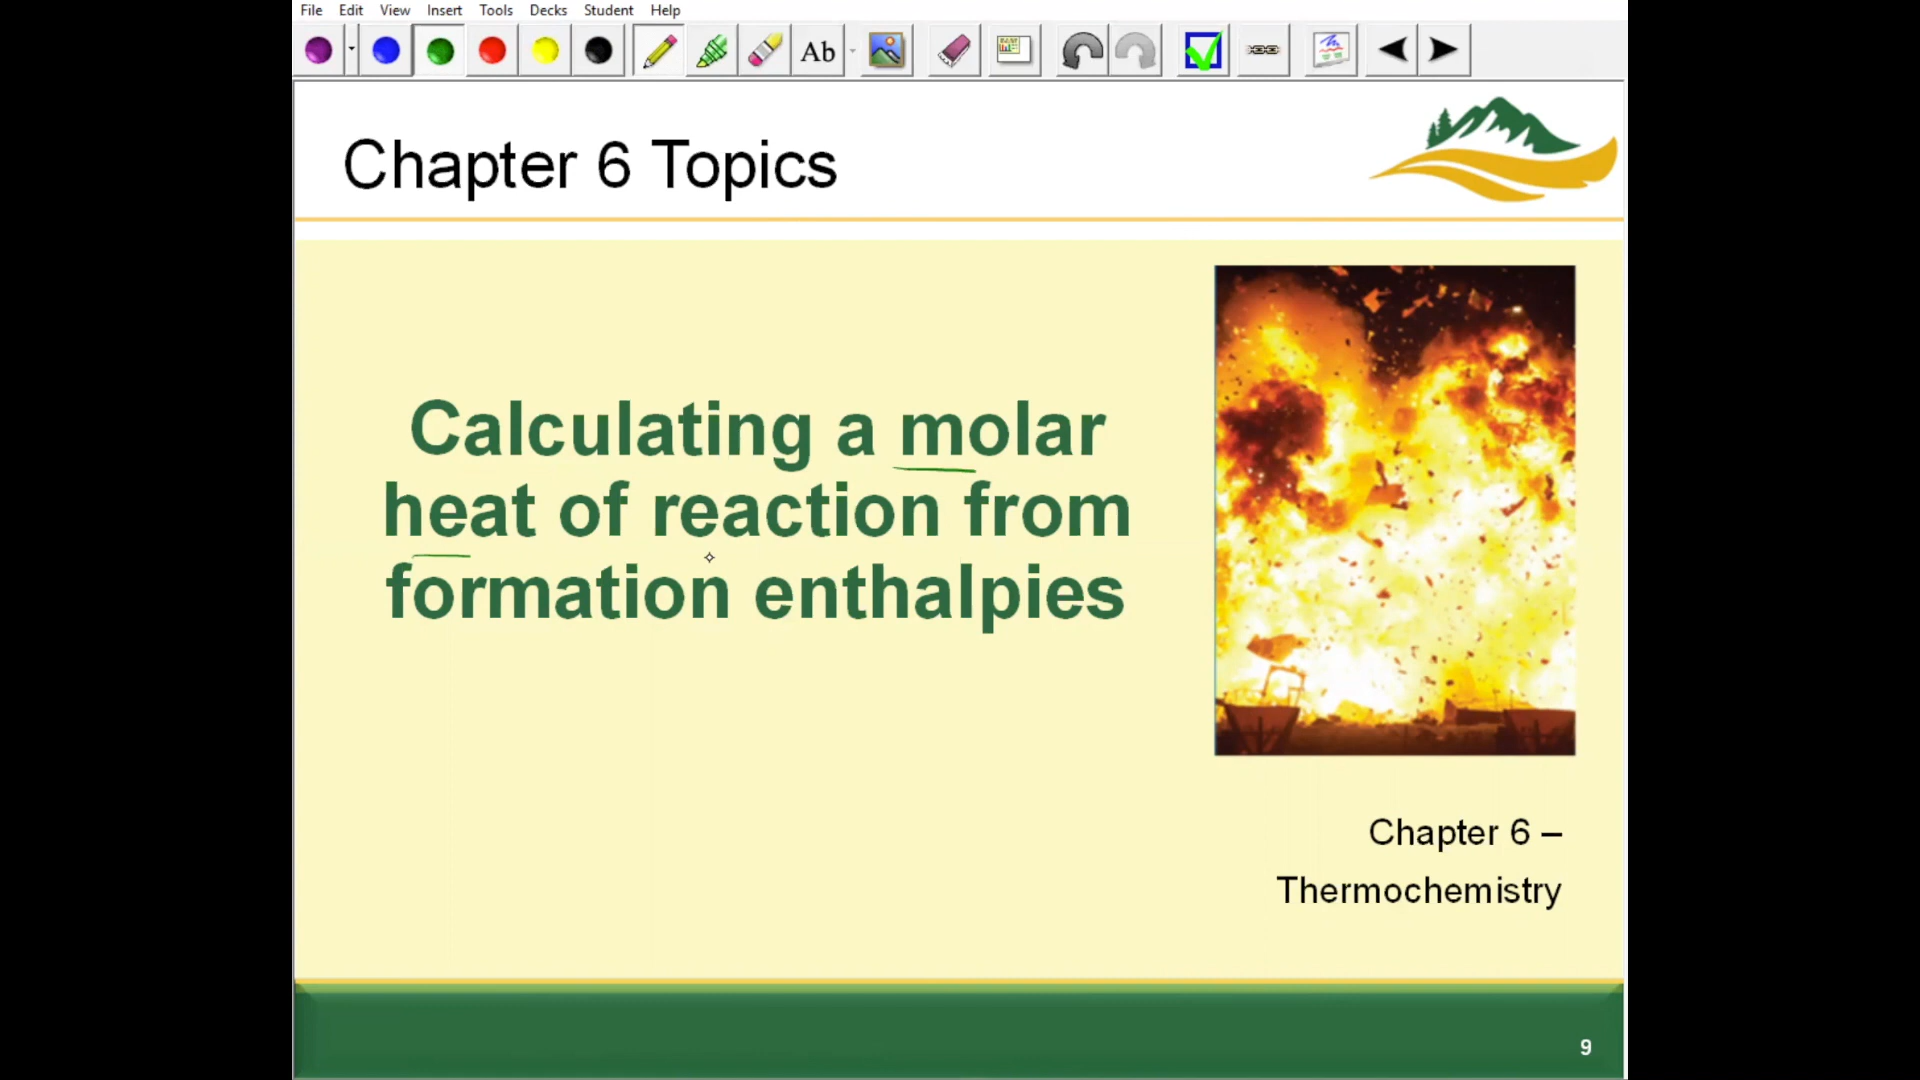 File Edit View Insert Tools Decks Student Help
Ab
Chapter 6 Topics
Calculating a molar
heat of reaction from
formation enthalpies
Chapter 6 –
Thermochemistry
9